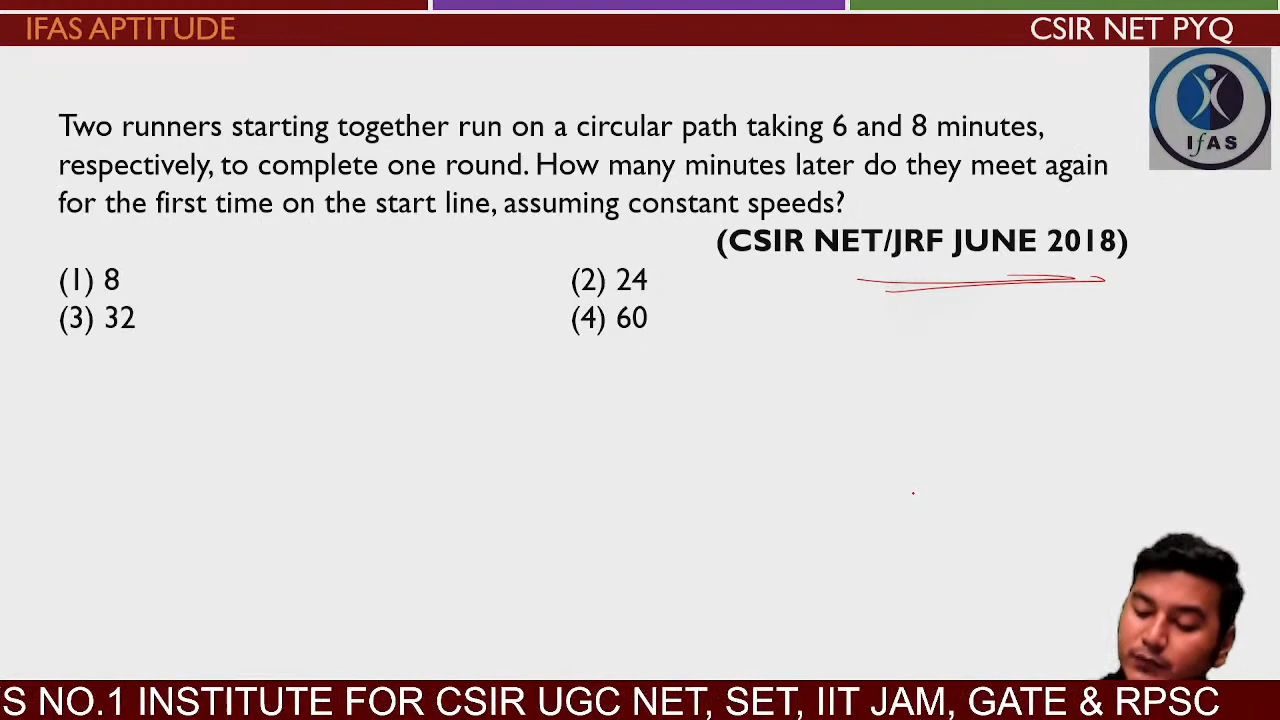 IFAS APTITUDE
CSIR NET PYQ
IfAS
Two runners starting together run on a circular path taking 6 and 8 minutes,
respectively, to complete one round. How many minutes later do they meet again
for the first time on the start line, assuming constant speeds?
(CSIR NET/JRF JUNE 2018)
(1) 8
(2) 24
(3) 32
(4) 60
'S NO.1 INSTITUTE FOR CSIR UGC NET, SET, IIT JAM, GATE & RPSC